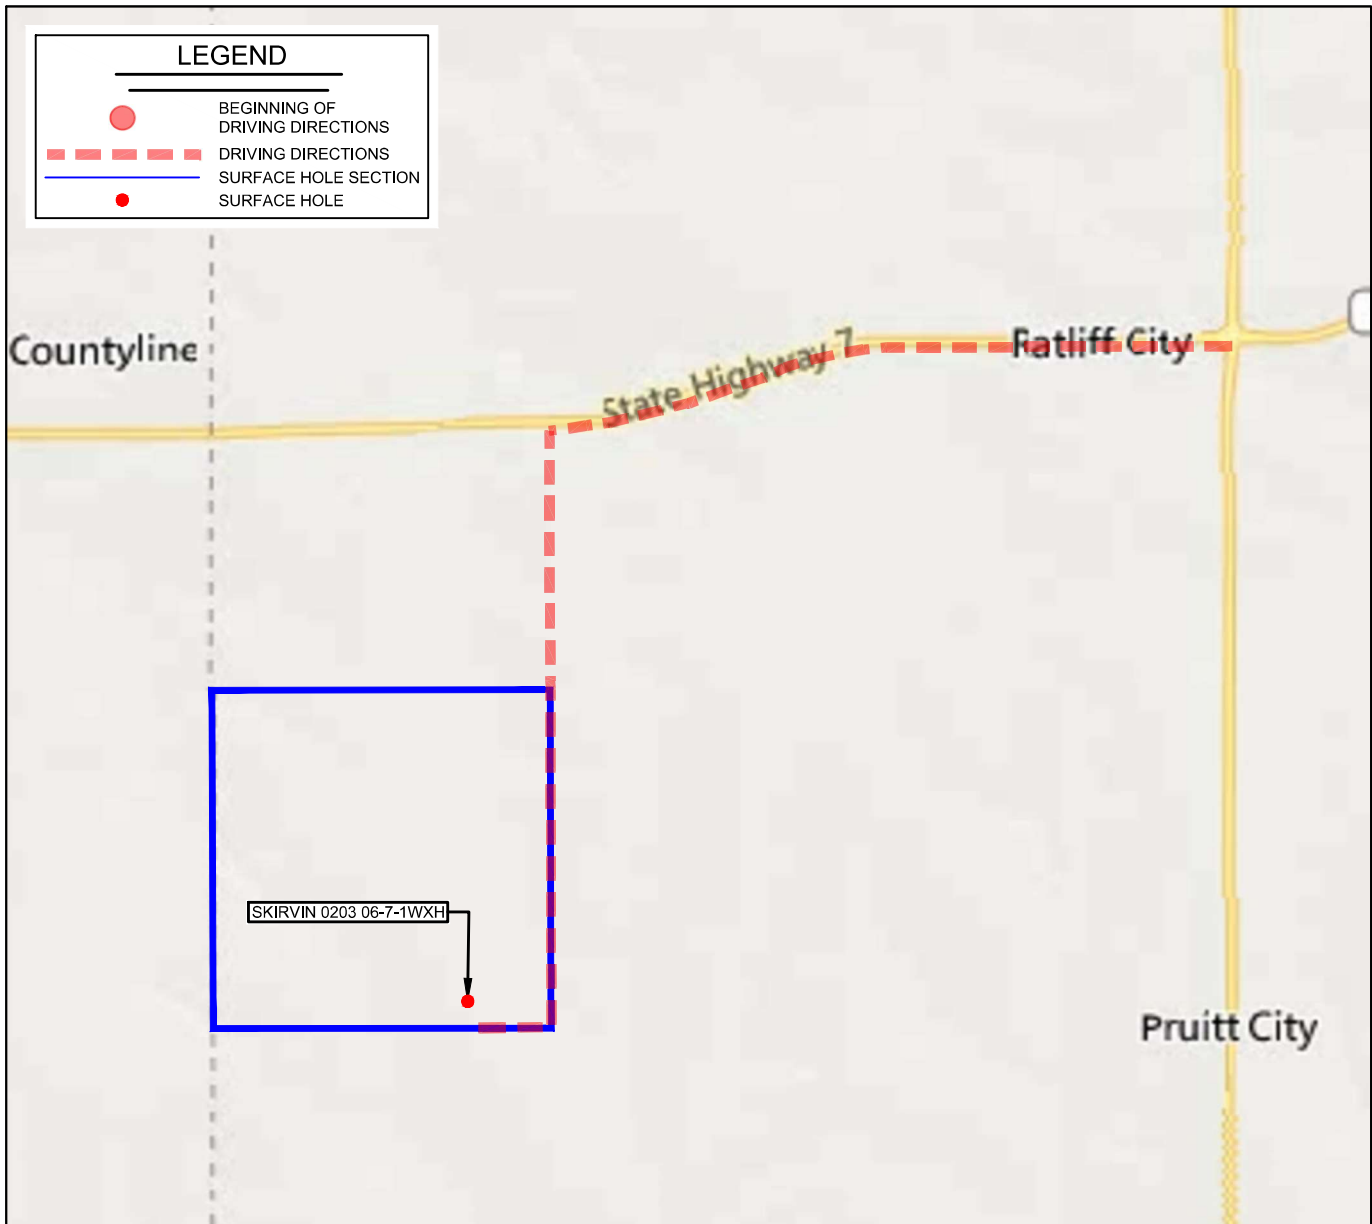 LEGEND
BEGINNING OF
DRIVING DIRECTIONS
DRIVING DIRECTIONS
SURFACE HOLE SECTION
SURFACE HOLE
Countyline
State Highway 7
Ratliff City
SKIRVIN 0203 06-7-1WXH
Pruitt City